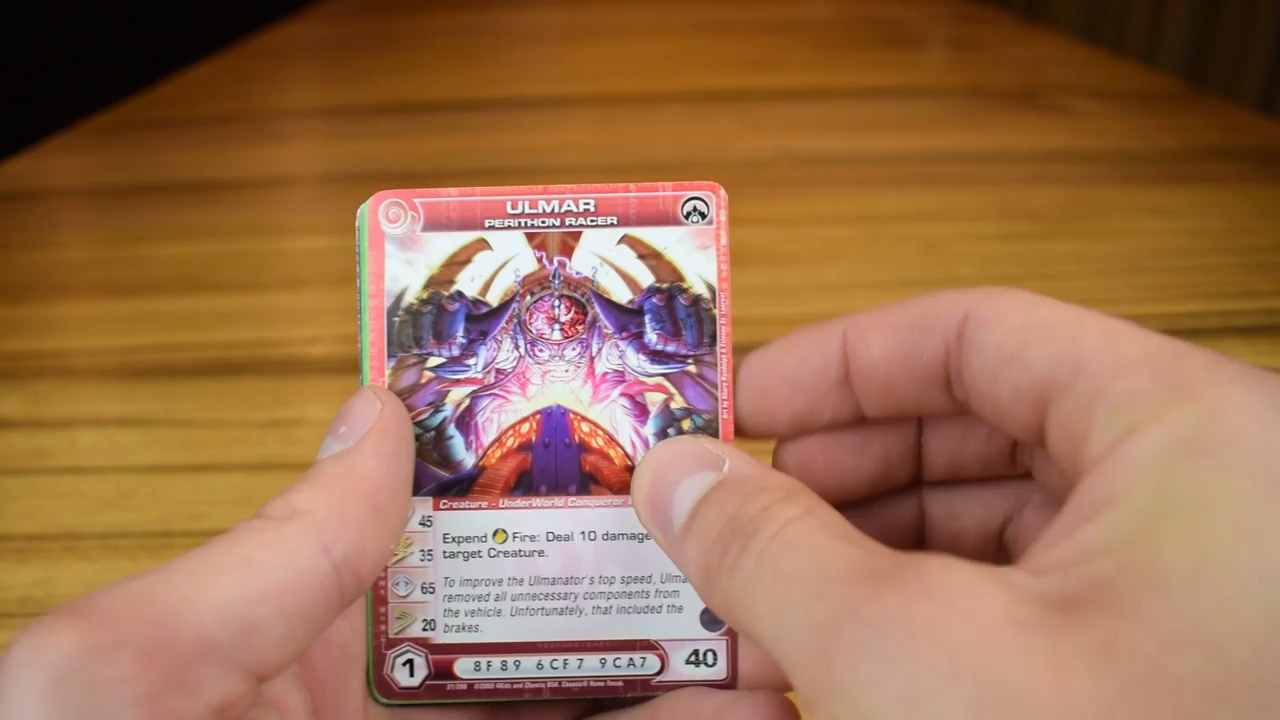 ULMAR
PERITHON RACER
Creature - UnderWorld Conqueror
45
Expend Fire: Deal 10 damage
35
target Creature.
65
To improve the Ulmanator's top speed,
removed all unnecessary components from
the vehicle. Unfortunately, that included the
20
brakes.
1
8F89 6CF7 9CA7
40